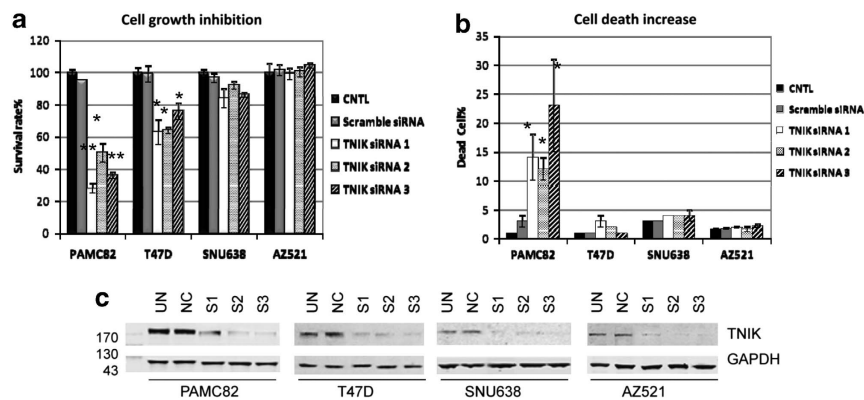 a
Cell growth inhibition
Survival rate%
120
100
80
60
40
20
0
** * **
* * *
PAMC82 T47D SNU638 AZ521
CNTL
Scramble siRNA
TNIK siRNA 1
TNIK siRNA 2
TNIK siRNA 3
b
Cell death increase
Dead Cell%
35
30
25
20
15
10
5
0
* * *
PAMC82 T47D SNU638 AZ521
CNTL
Scramble siRNA
TNIK siRNA 1
TNIK siRNA 2
TNIK siRNA 3
c
UN NC S1 S2 S3 UN NC S1 S2 S3 UN NC S1 S2 S3 UN NC S1 S2 S3
170
130
43
TNIK
GAPDH
PAMC82 T47D SNU638 AZ521